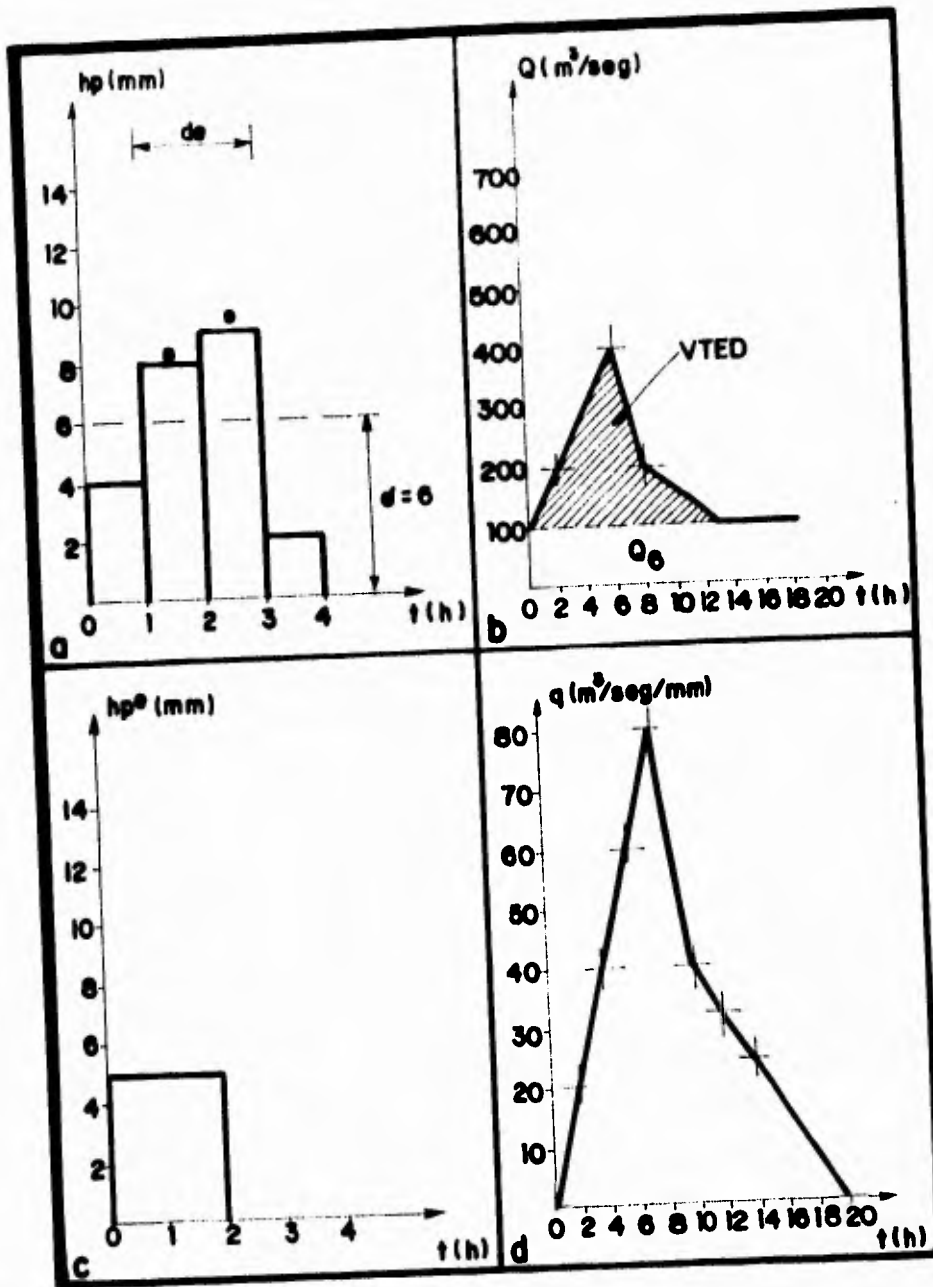 hp (mm)
de
14
12
10
8
6
4
2
d = 6
0 1 2 3 4 t (h)
a
Q (m³/seg)
700
600
500
400
300
200
100
VTED
Q6
0 2 4 6 8 10 12 14 16 18 20 t (h)
b
hpe (mm)
14
12
10
8
6
4
2
0 1 2 3 4
t (h)
c
q (m³/seg/mm)
80
70
60
50
40
30
20
10
0 2 4 6 8 10 12 14 16 18 20
t (h)
d